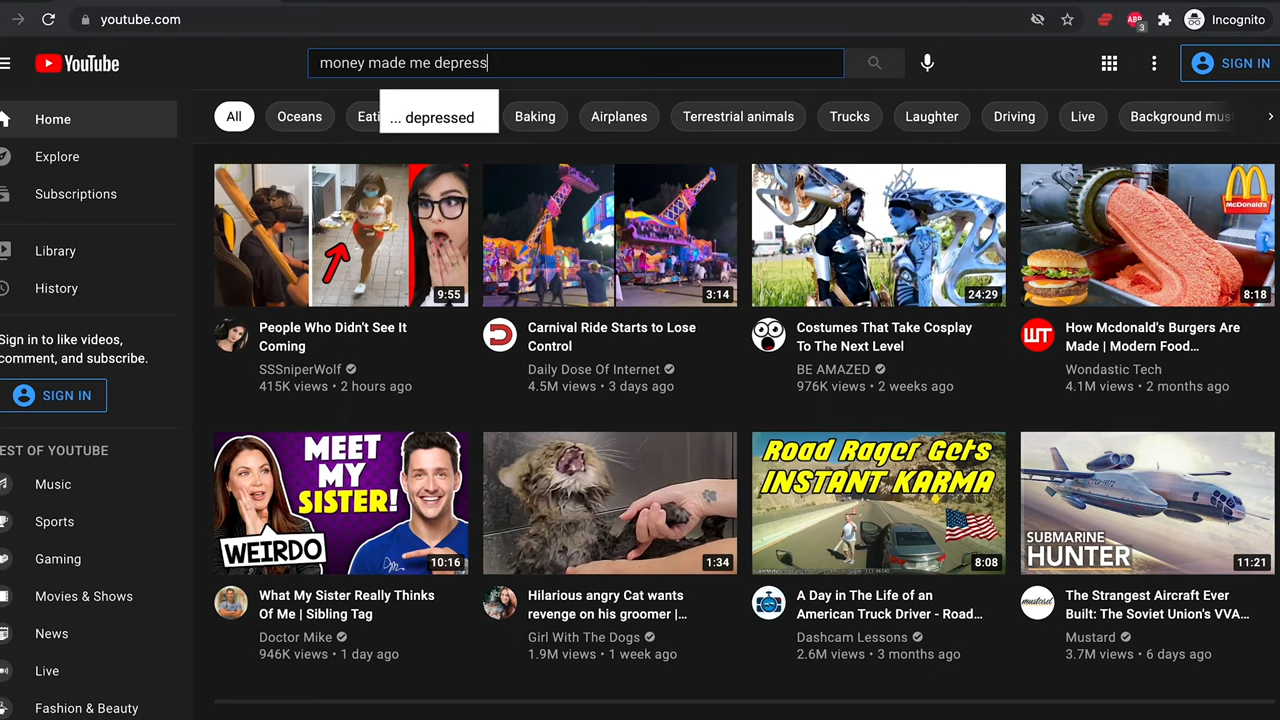 youtube.com
ABP
3
Incognito
YouTube
money made me depress
SIGN IN
... depressed
All
Oceans
Eati
Baking
Airplanes
Terrestrial animals
Trucks
Laughter
Driving
Live
Background musi
Home
Explore
Subscriptions
Library
History
Sign in to like videos,
comment, and subscribe.
SIGN IN
EST OF YOUTUBE
Music
Sports
Gaming
Movies & Shows
News
Live
Fashion & Beauty
9:55
People Who Didn't See It
Coming
SSSniperWolf
415K views • 2 hours ago
3:14
Carnival Ride Starts to Lose
Control
Daily Dose Of Internet
4.5M views • 3 days ago
24:29
Costumes That Take Cosplay
To The Next Level
BE AMAZED
976K views • 2 weeks ago
McDonald's
8:18
WT
How Mcdonald's Burgers Are
Made | Modern Food...
Wondastic Tech
4.1M views • 2 months ago
MEET
MY
SISTER!
WEIRDO
10:16
What My Sister Really Thinks
Of Me | Sibling Tag
Doctor Mike
946K views • 1 day ago
1:34
Hilarious angry Cat wants
revenge on his groomer |...
Girl With The Dogs
1.9M views • 1 week ago
Road Rager Gets
INSTANT KARMA
8:08
A Day in The Life of an
American Truck Driver - Road...
Dashcam Lessons
2.6M views • 3 months ago
SUBMARINE
HUNTER
11:21
mustard
The Strangest Aircraft Ever
Built: The Soviet Union's VVA...
Mustard
3.7M views • 6 days ago